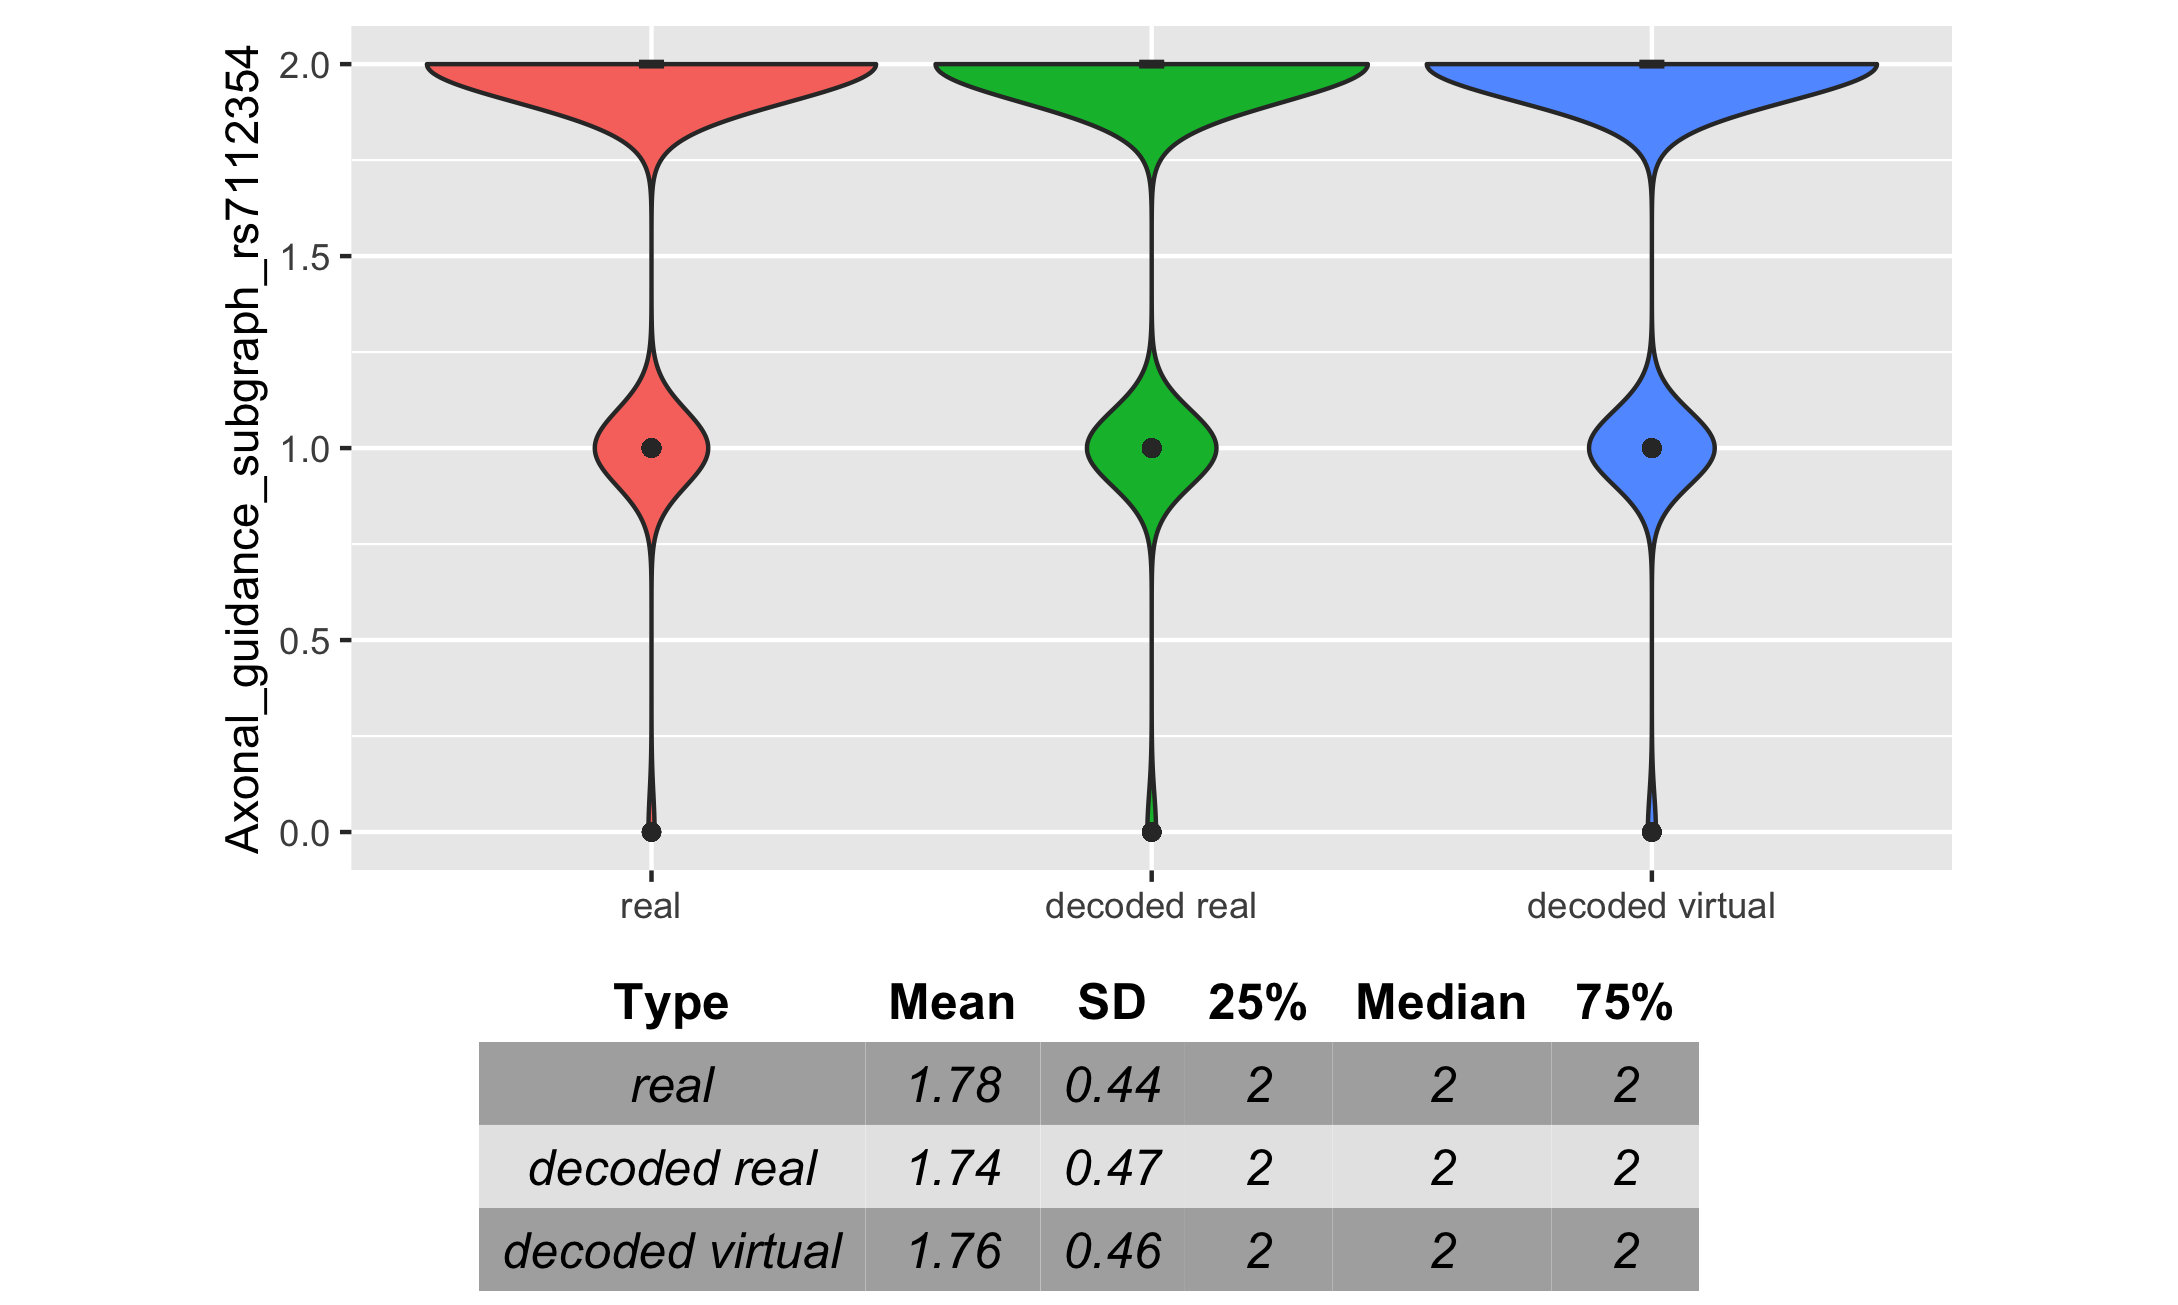 Axonal_guidance_subgraph_rs7112354
2.0
1.5
1.0
0.5
0.0
real decoded real decoded virtual
Type Mean SD 25% Median 75%
real 1.78 0.44 2 2 2
decoded real 1.74 0.47 2 2 2
decoded virtual 1.76 0.46 2 2 2